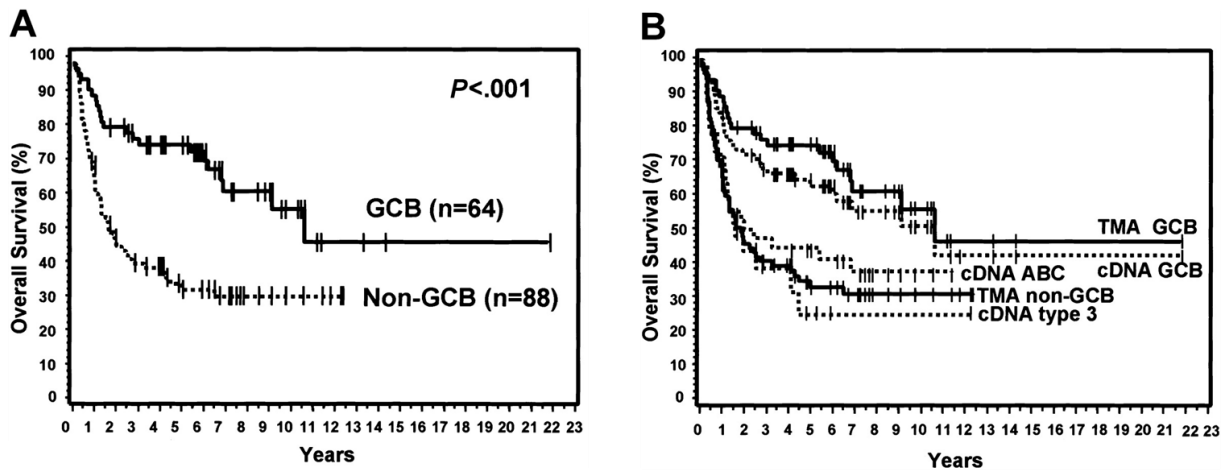 A
Overall Survival (%)
100
90
80
70
60
50
40
30
20
10
0
P<.001
GCB (n=64)
Non-GCB (n=88)
0 1 2 3 4 5 6 7 8 9 10 11 12 13 14 15 16 17 18 19 20 21 22 23
Years
B
Overall Survival (%)
100
90
80
70
60
50
40
30
20
10
0
TMA GCB
cDNA ABC
cDNA GCB
TMA non-GCB
cDNA type 3
0 1 2 3 4 5 6 7 8 9 10 11 12 13 14 15 16 17 18 19 20 21 22 23
Years